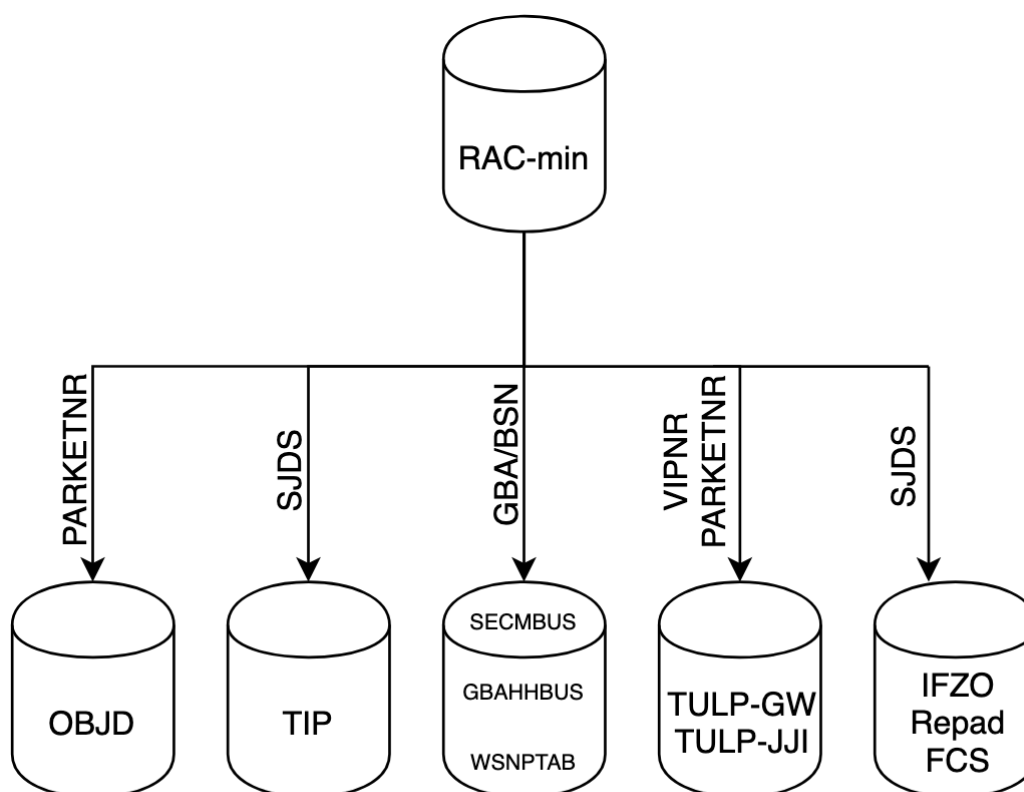 RAC-min
PARKETNR
SJDS
GBA/BSN
VIPNR
PARKETNR
SJDS
OBJD
TIP
SECMBUS
GBAHHBUS
WSNPTAB
TULP-GW
TULP-JJI
IFZO
Repad
FCS